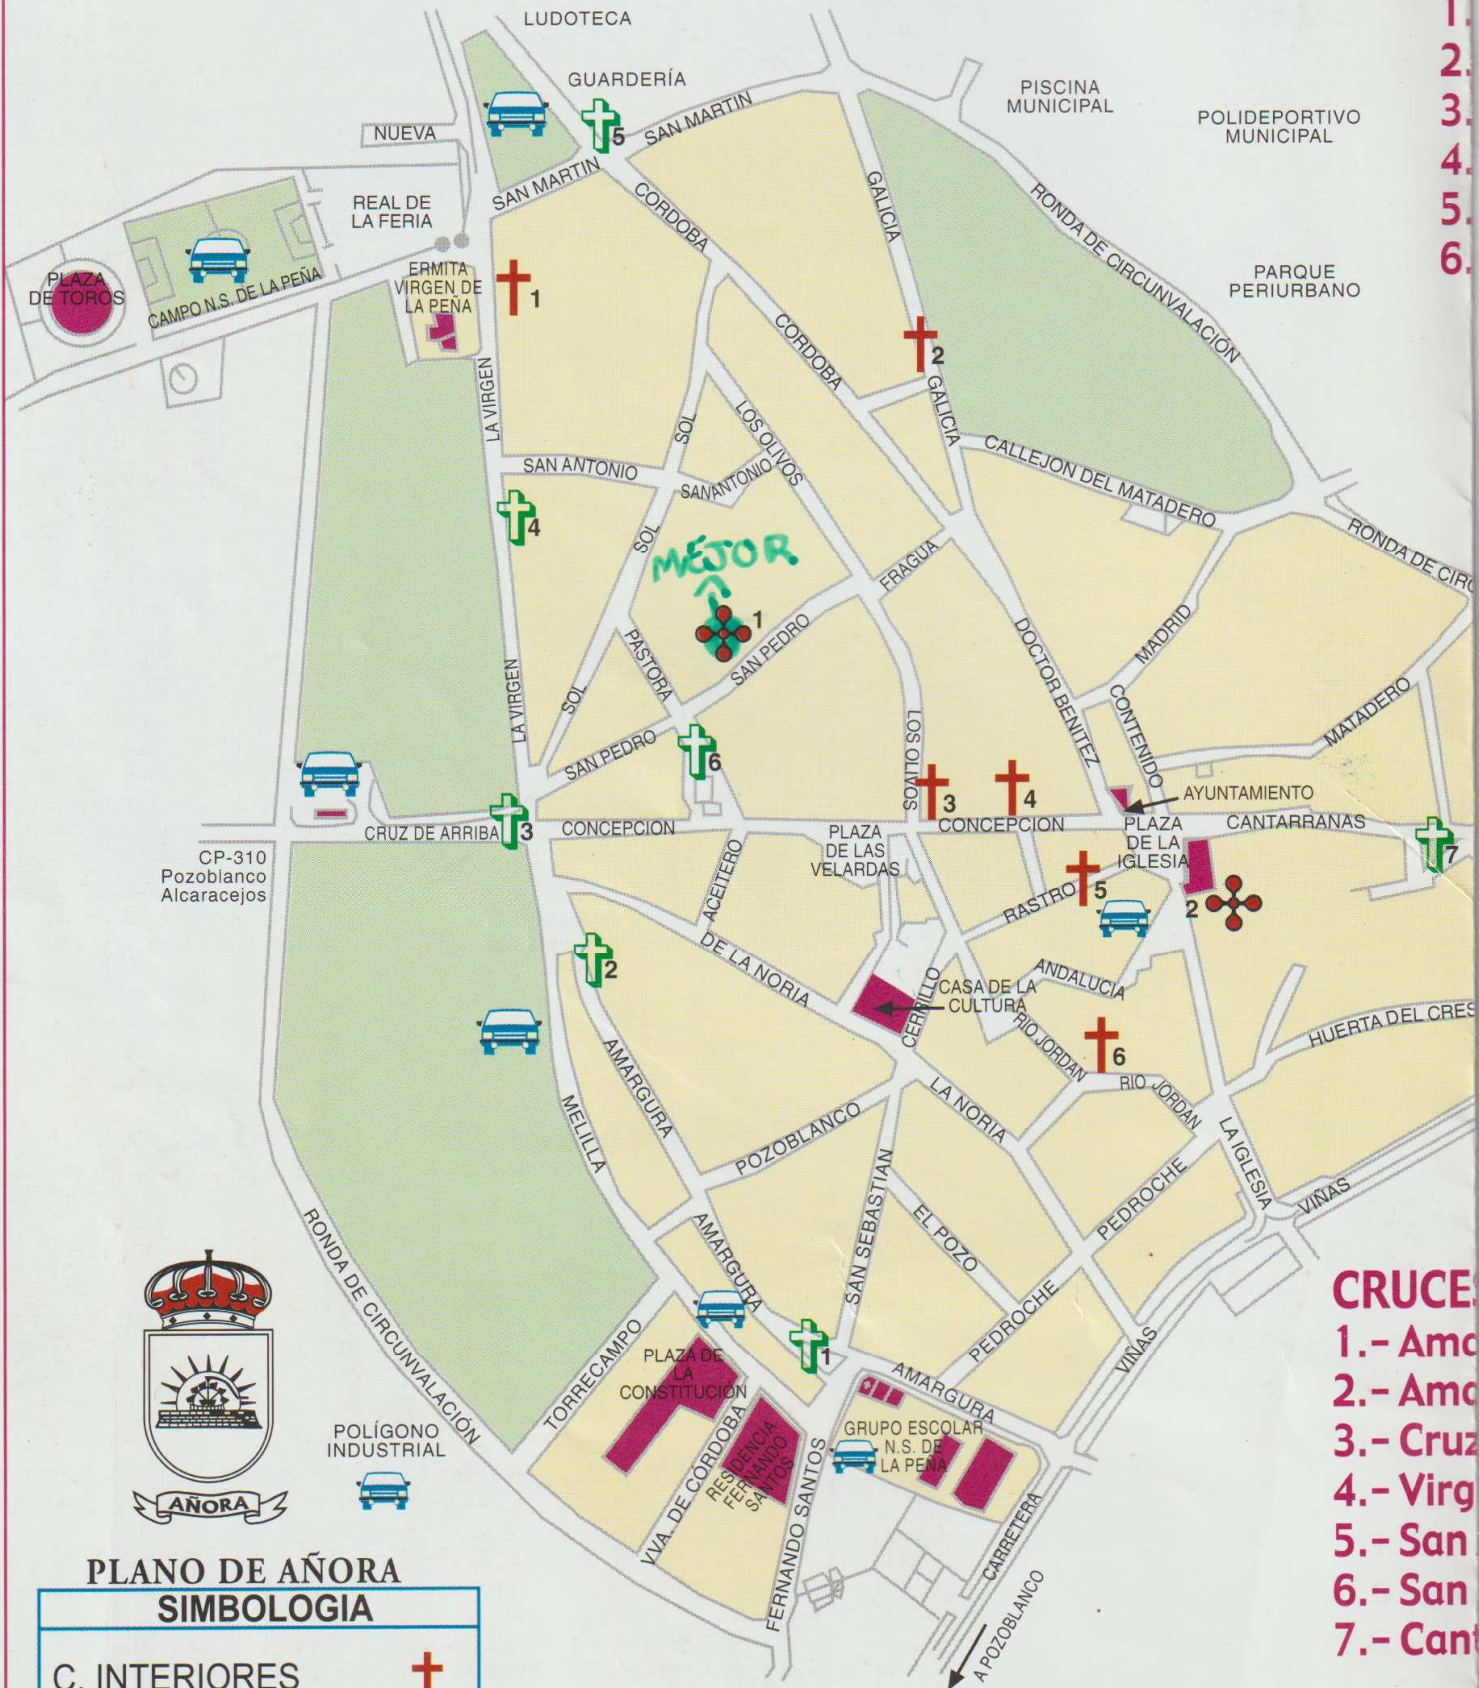 LUDOTECA
GUARDERÍA
5
SAN MARTIN
NUEVA
SAN MARTIN
PISCINA
MUNICIPAL
POLIDEPORTIVO
MUNICIPAL
1.
2.
3.
4.
5.
6.
REAL DE
LA FERIA
CORDOBA
GALICIA
RONDA DE CIRCUNVALACIÓN
PARQUE
PERIURBANO
PLAZA
DE TOROS
CAMPO N.S. DE LA PEÑA
ERMITA
VIRGEN DE
LA PEÑA
1
CORDOBA
2
GALICIA
LA VIRGEN
SOL
LOS OLIVOS
SAN ANTONIO
SANANTONIO
CALLEJON DEL MATADERO
RONDA DE CIRC
4
SOL
MEJOR
1
FRAGUA
PASTORA
SAN PEDRO
DOCTOR BENITEZ
MADRID
LA VIRGEN
SOL
SAN PEDRO
6
LOS OLIVOS
CONTENIDO
MATADERO
3
4
AYUNTAMIENTO
CRUZ DE ARRIBA
3
CONCEPCION
PLAZA
DE LAS
VELARDAS
CONCEPCION
PLAZA
DE LA
IGLESIA
CANTARRANAS
7
CP-310
Pozoblanco
Alcaracejos
ACEITERO
RASTRO
5
2
2
DE LA NORIA
CERRILLO
CASA DE LA
CULTURA
ANDALUCIA
RIO JORDAN
6
RIO JORDAN
HUERTA DEL CRES
AMARGURA
MELILLA
POZOBLANCO
LA NORIA
LA IGLESIA
VIÑAS
PEDROCHE
SAN SEBASTIAN
EL POZO
AMARGURA
PEDROCHE
VIÑAS
RONDA DE CIRCUNVALACIÓN
TORRECAMPO
PLAZA DE
LA
CONSTITUCIÓN
1
AMARGURA
VVA. DE CORDOBA
RESIDENCIA
FERNANDO
SANTOS
FERNANDO SANTOS
GRUPO ESCOLAR
N.S. DE
LA PEÑA
CARRETERA
A POZOBLANCO
POLÍGONO
INDUSTRIAL
AÑORA
PLANO DE AÑORA
SIMBOLOGIA
C. INTERIORES
CRUCE
1.- Ama
2.- Ama
3.- Cruz
4.- Virg
5.- San
6.- San
7.- Cant